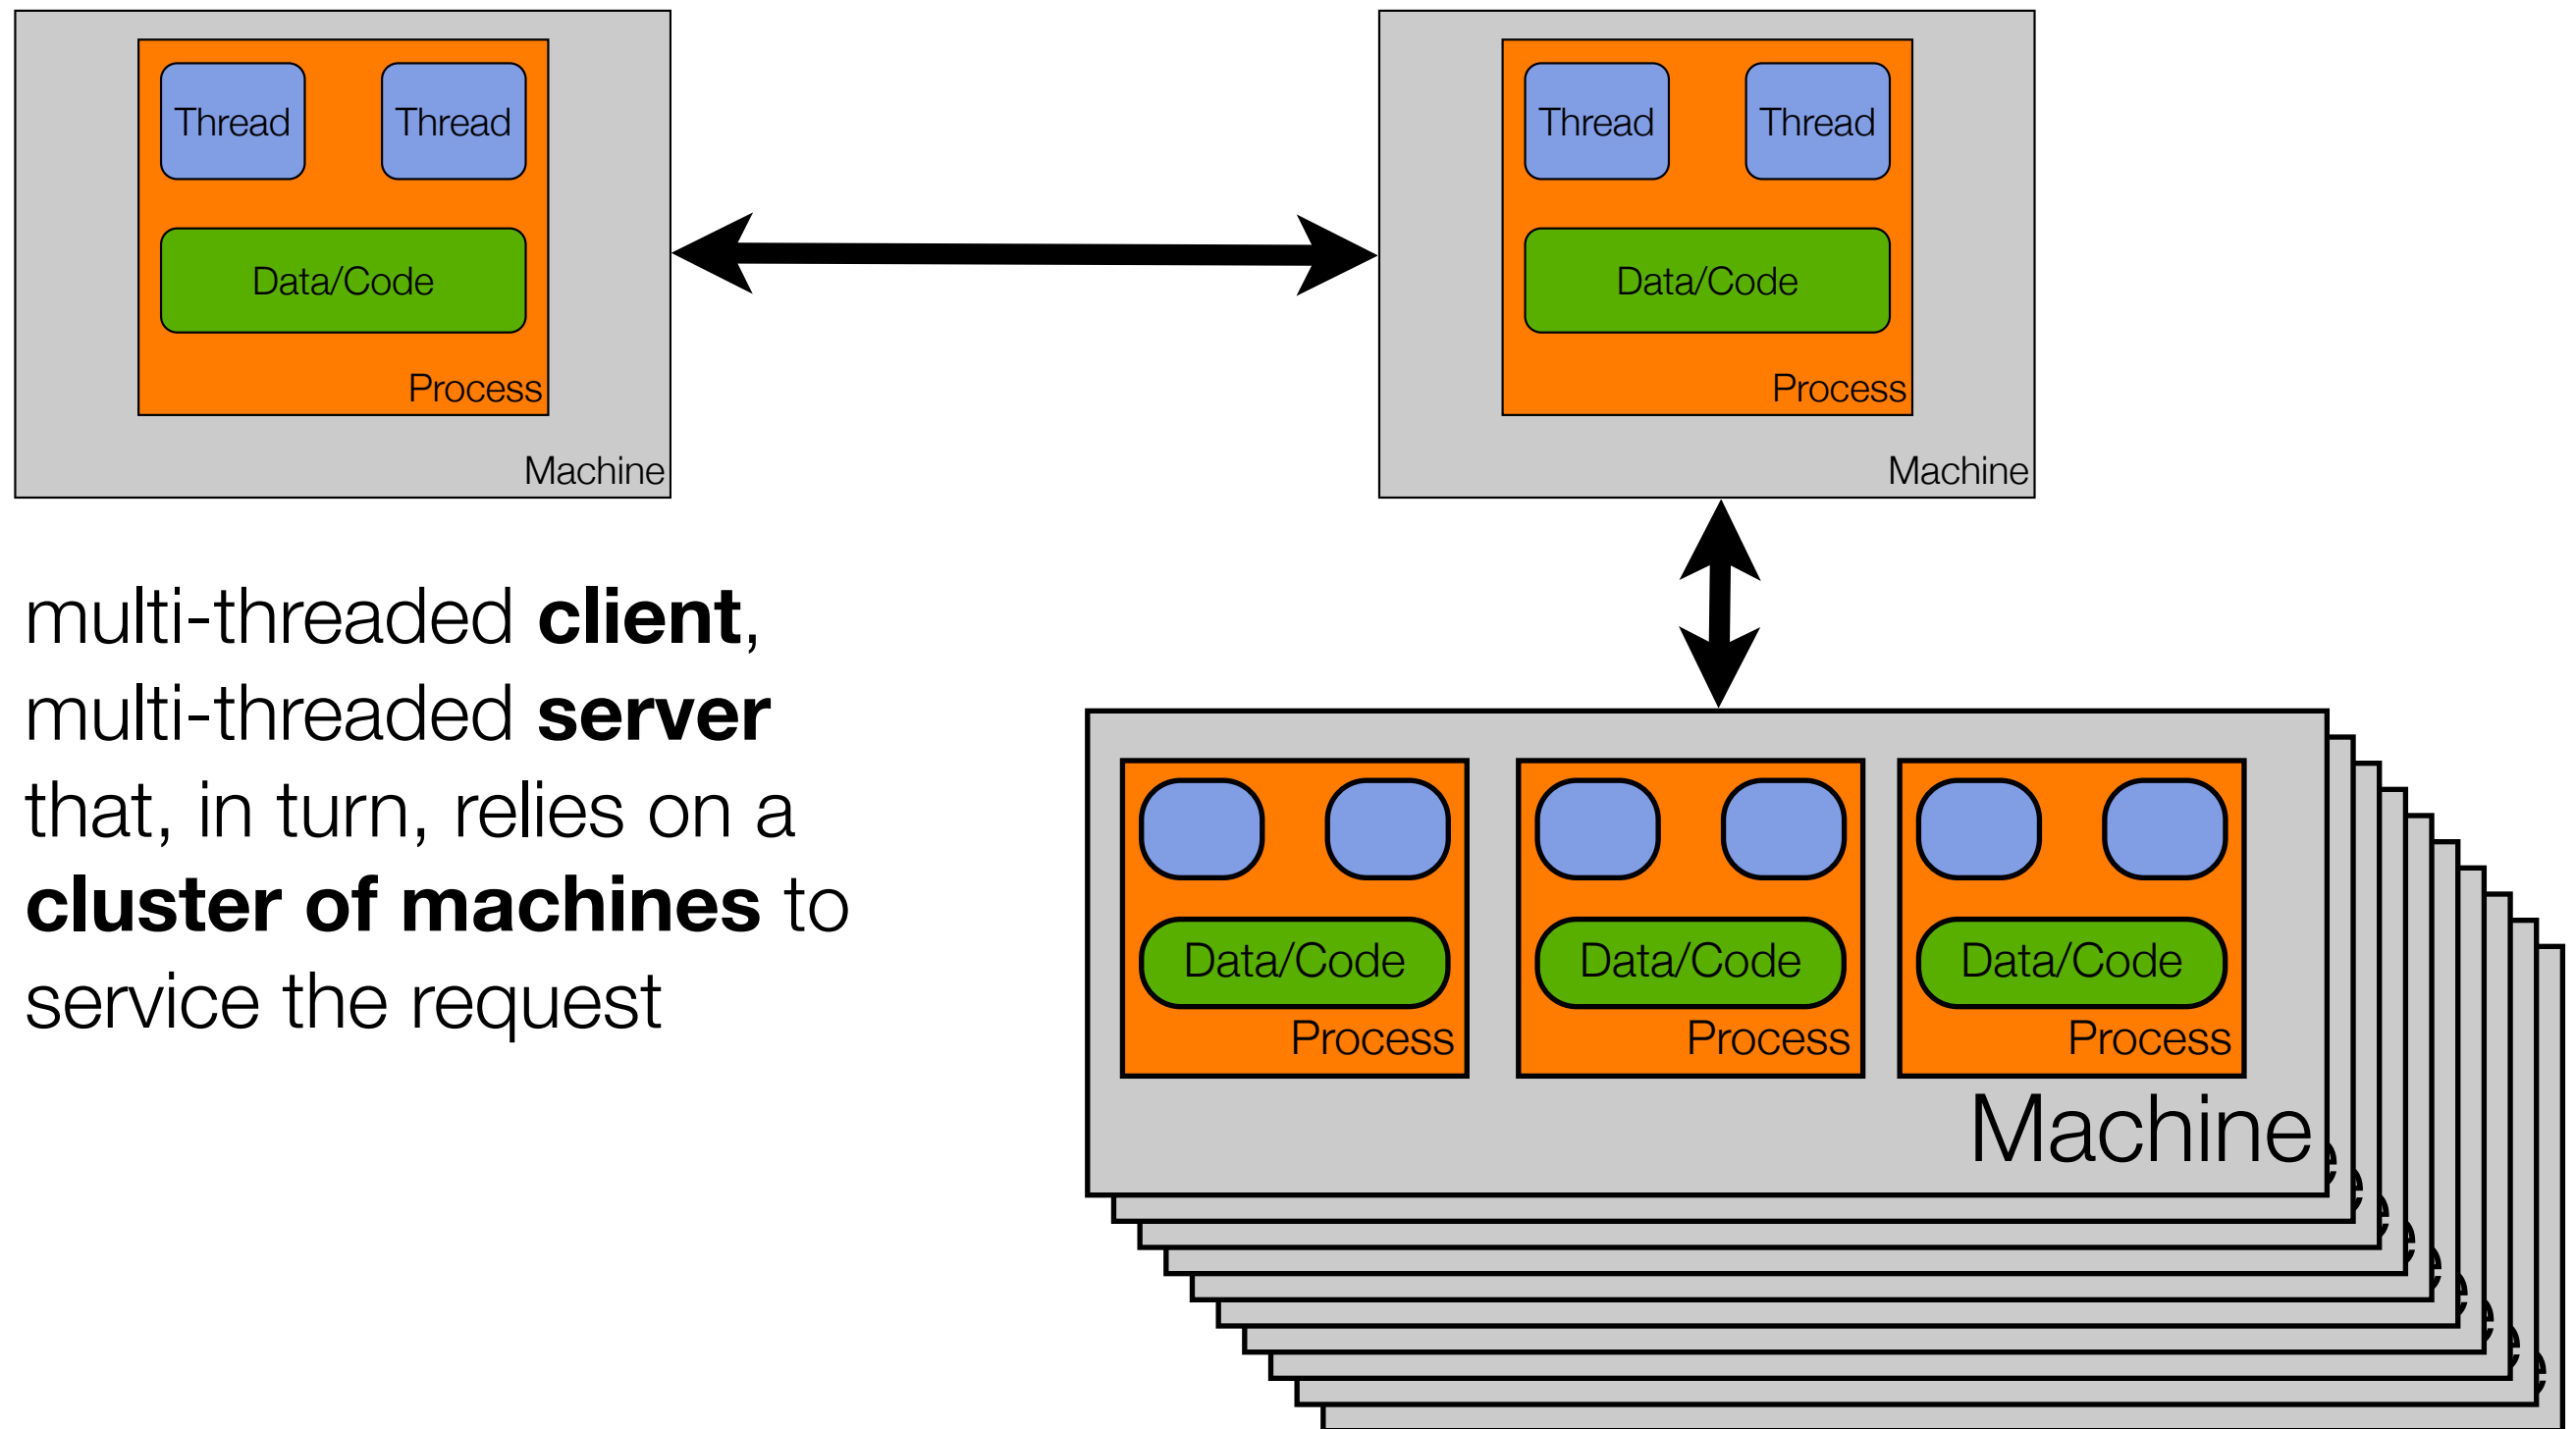 Thread
Thread
Data/Code
Process
Machine
Thread
Thread
Data/Code
Process
Machine
multi-threaded client,
multi-threaded server
that, in turn, relies on a
cluster of machines to
service the request
Data/Code
Process
Data/Code
Process
Data/Code
Process
Machine
e
e
e
e
e
e
e
e
e